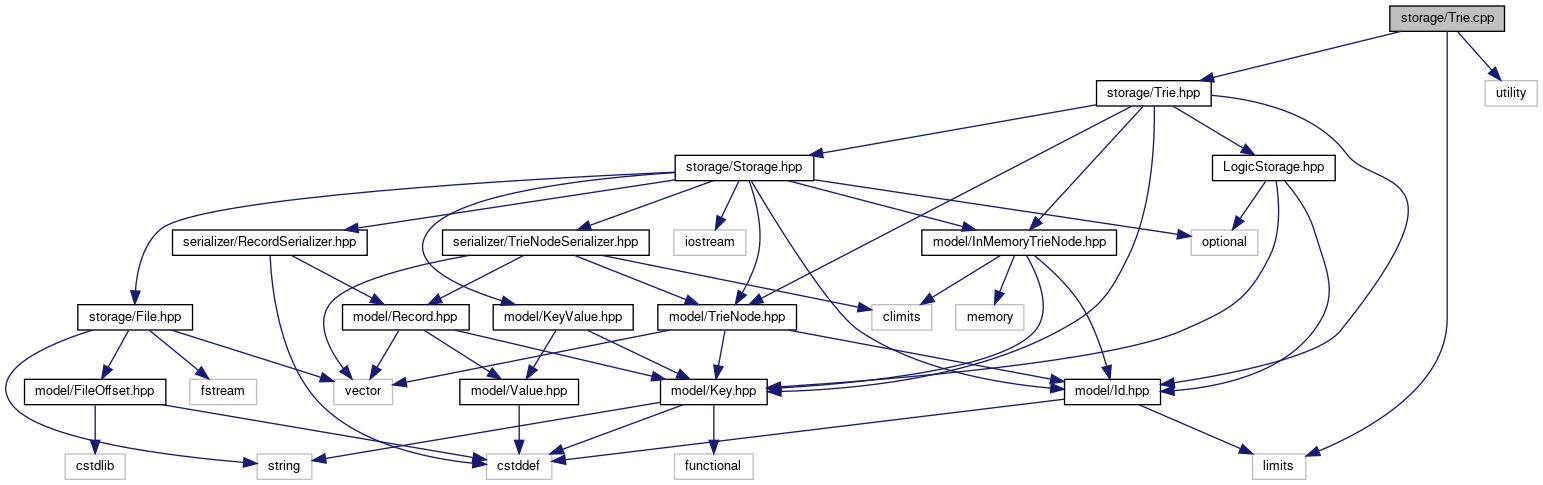 storage/Trie.cpp
storage/Trie.hpp
utility
storage/Storage.hpp
LogicStorage.hpp
serializer/RecordSerializer.hpp
serializer/TrieNodeSerializer.hpp
iostream
model/InMemoryTrieNode.hpp
optional
storage/File.hpp
model/Record.hpp
model/KeyValue.hpp
model/TrieNode.hpp
climits
memory
model/FileOffset.hpp
fstream
vector
model/Value.hpp
model/Key.hpp
model/Id.hpp
cstdlib
string
cstddef
functional
limits